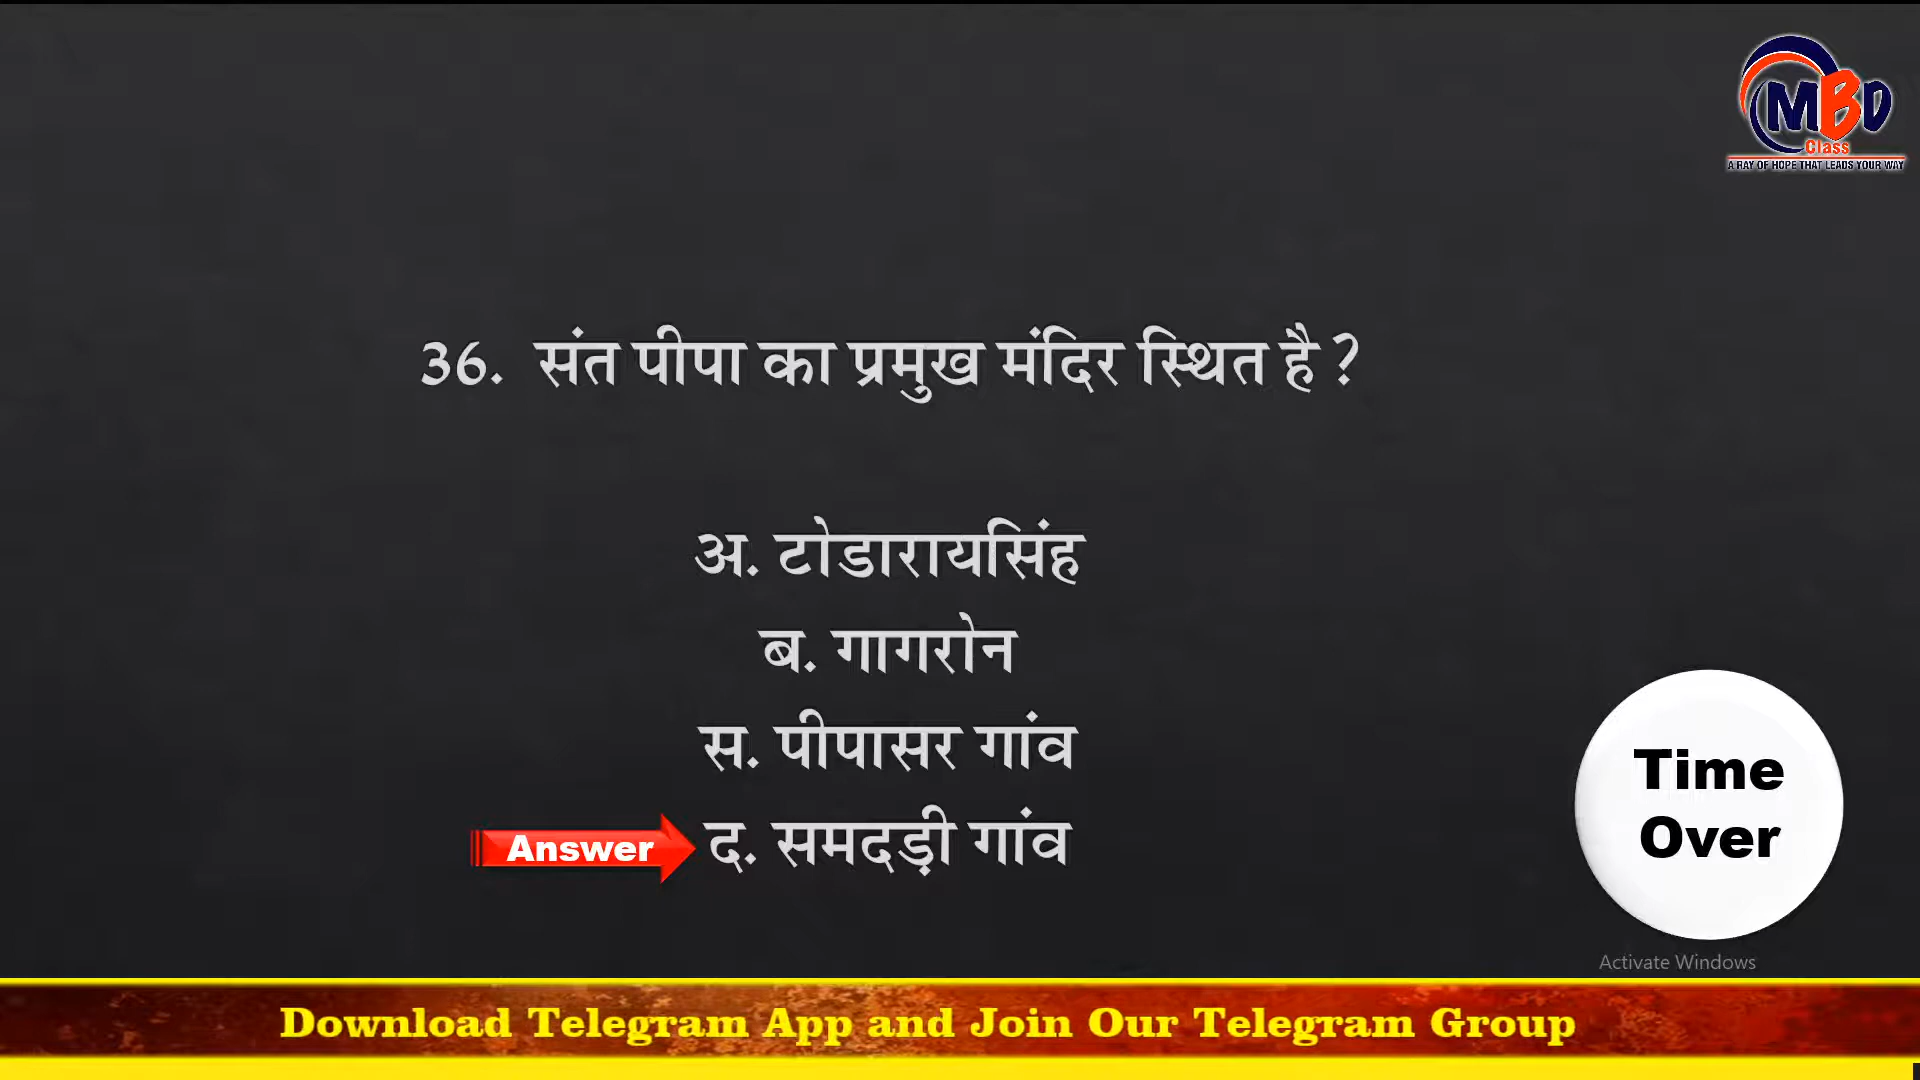 MBD
Class
A RAY OF HOPE THAT LEADS YOUR WAY
36. संत पीपा का प्रमुख मंदिर स्थित है ?
अ. टोडारायसिंह
ब. गागरोन
स. पीपासर गांव
Answer द. समदड़ी गांव
Time
Over
Activate Windows
Download Telegram App and Join Our Telegram Group